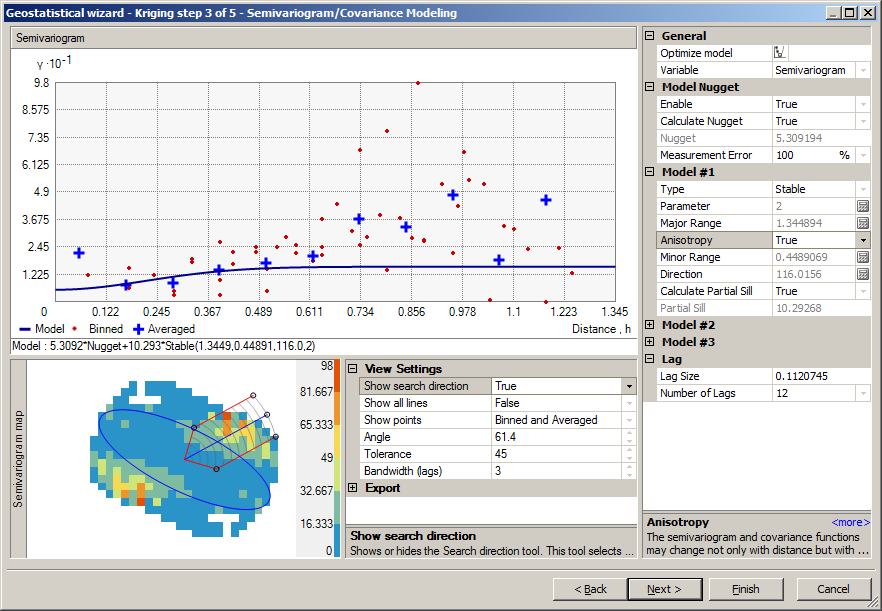 Geostatistical wizard - Kriging step 3 of 5 - Semivariogram/Covariance Modeling
Semivariogram
γ · 10⁻¹
9.8
8.575
7.35
6.125
4.9
3.675
2.45
1.225
0 0.122 0.245 0.367 0.489 0.611 0.734 0.856 0.978 1.1 1.223 1.345
Model Binned Averaged Distance , h
Model : 5.3092*Nugget+10.293*Stable(1.3449,0.44891,116.0,2)
Semivariogram map
98
81.667
65.333
49
32.667
16.333
0
View Settings
Show search direction True
Show all lines False
Show points Binned and Averaged
Angle 61.4
Tolerance 45
Bandwidth (lags) 3
Export
Show search direction
Shows or hides the Search direction tool. This tool selects ...
General
Optimize model
Variable Semivariogram
Model Nugget
Enable True
Calculate Nugget True
Nugget 5.309194
Measurement Error 100 %
Model #1
Type Stable
Parameter 2
Major Range 1.344894
Anisotropy True
Minor Range 0.4489069
Direction 116.0156
Calculate Partial Sill True
Partial Sill 10.29268
Model #2
Model #3
Lag
Lag Size 0.1120745
Number of Lags 12
Anisotropy <more>
The semivariogram and covariance functions
may change not only with distance but with ...
< Back Next > Finish Cancel